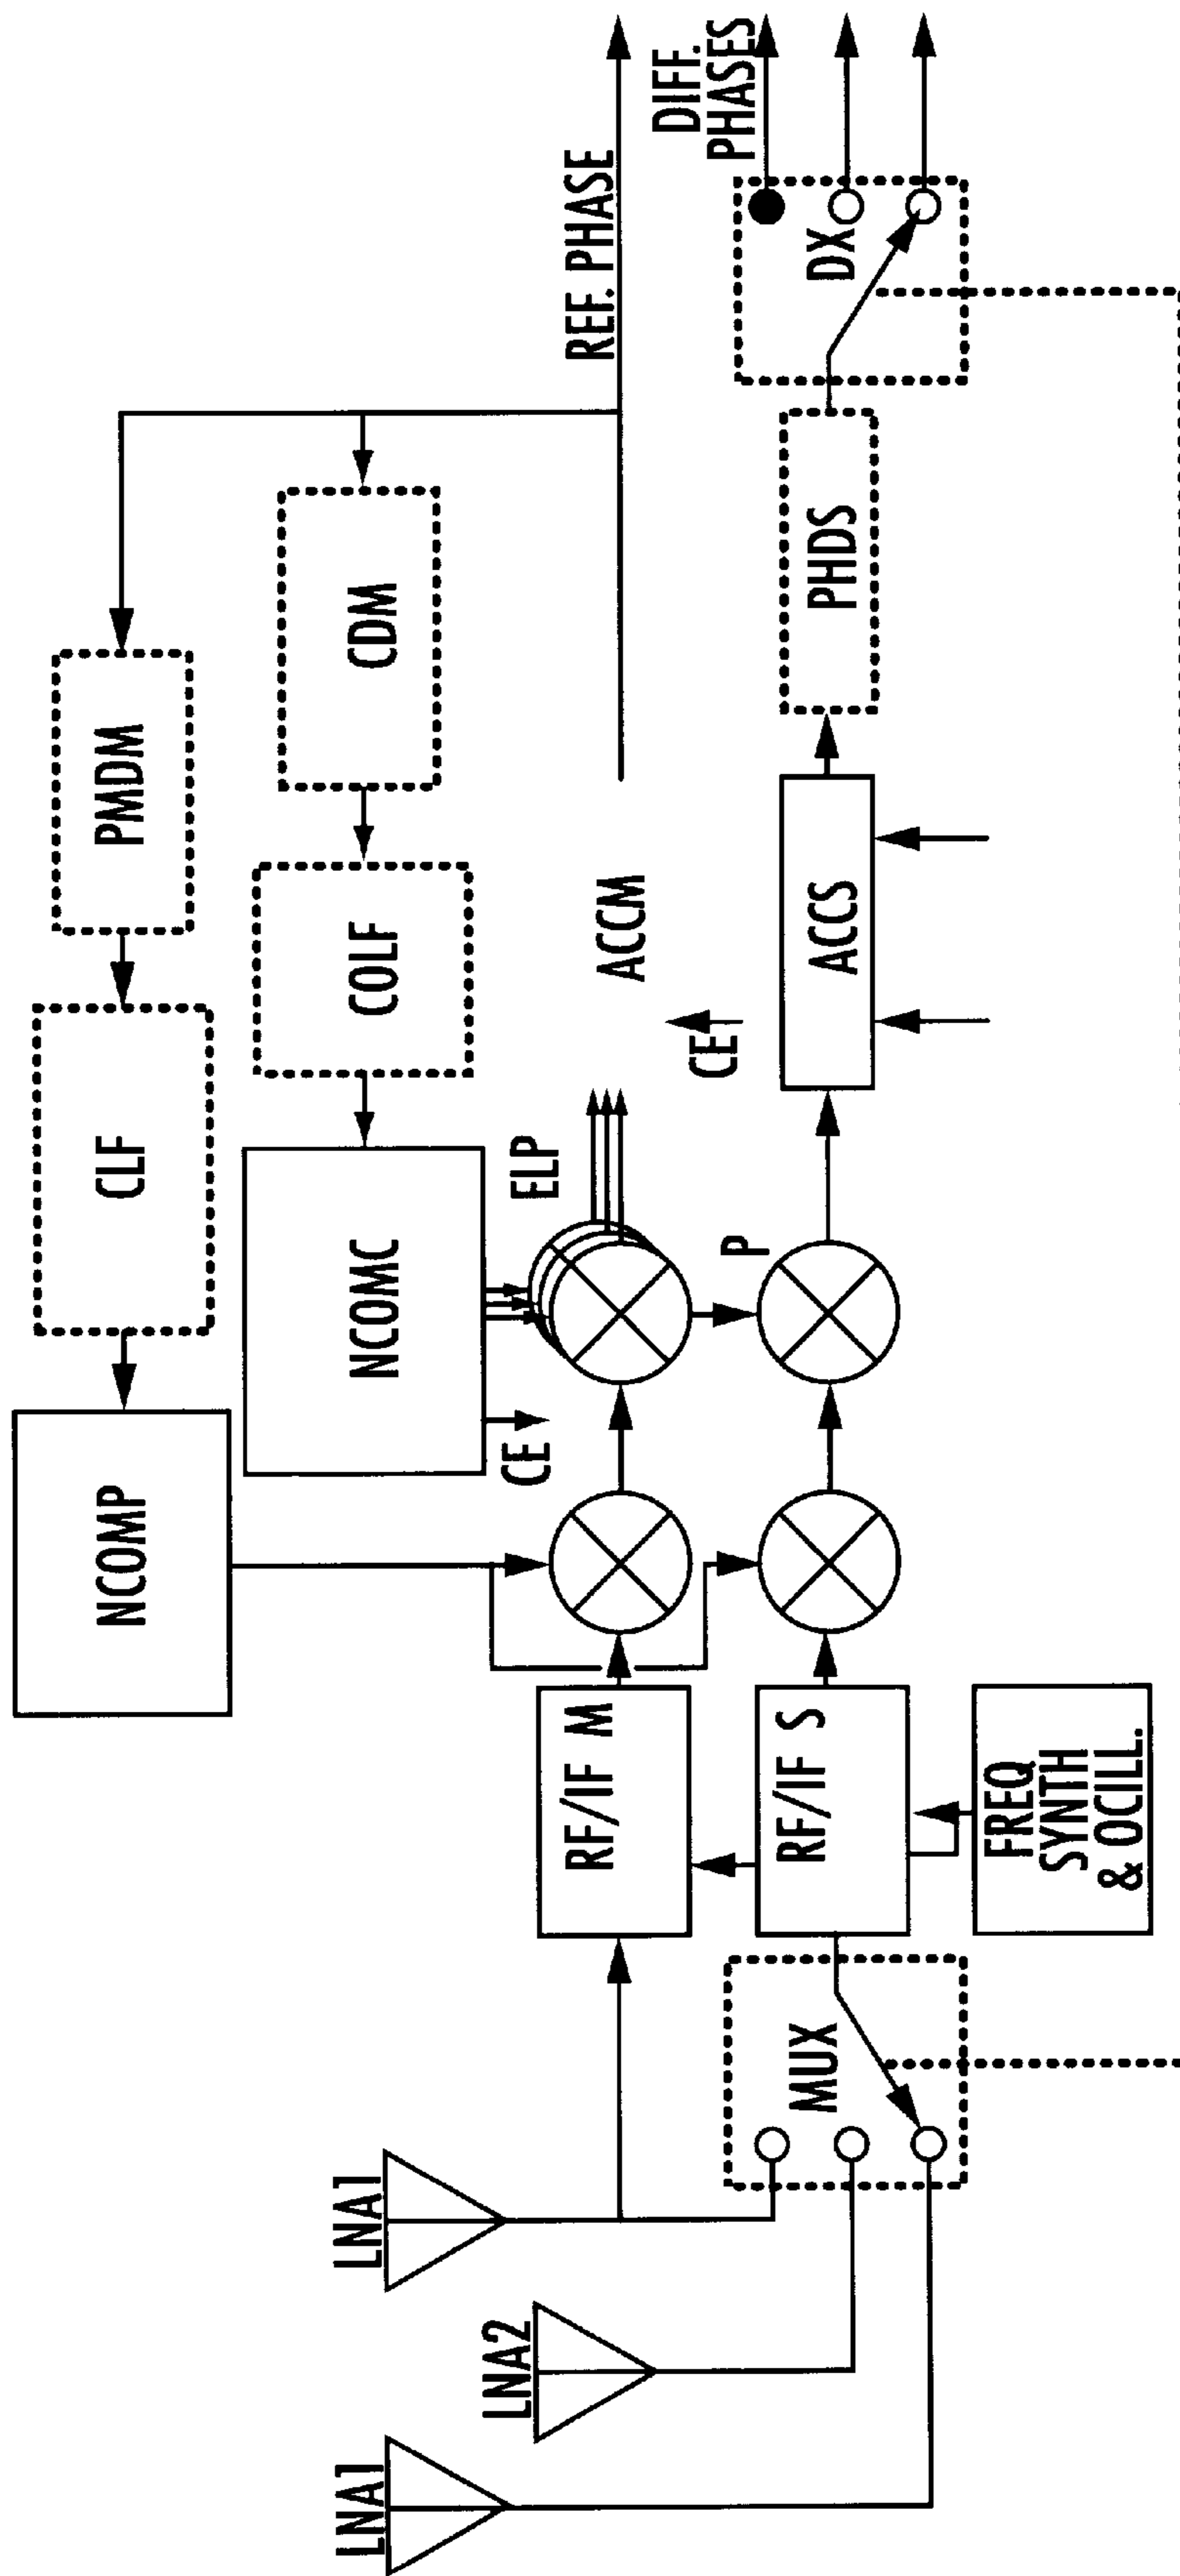 NCOMP
CLF
PMDM
NCOMC
COLF
CDM
CE
ELP
REF. PHASE
ACCM
CE
P
LNA1
LNA2
LNA1
RF/IF M
MUX
RF/IF S
ACCS
PHDS
DX
DIFF.
PHASES
FREQ
SYNTH
& OCILL.